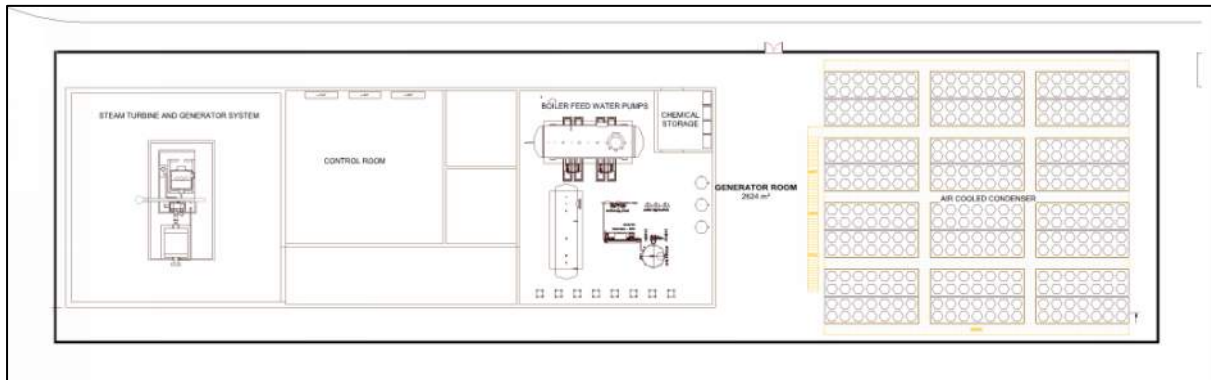 STEAM TURBINE AND GENERATOR SYSTEM
CONTROL ROOM
BOILER FEED WATER PUMPS
CHEMICAL
STORAGE
GENERATOR ROOM
2624 m²
AIR COOLED CONDENSER